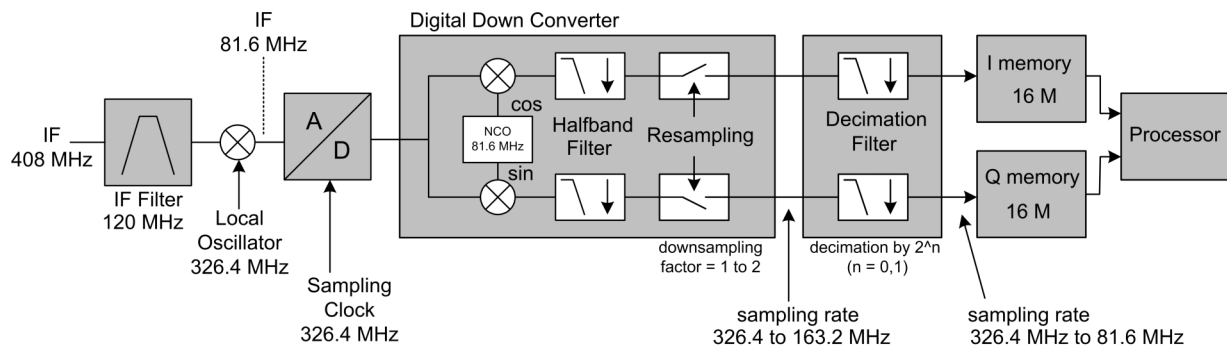 IF
81.6 MHz
Digital Down Converter
IF
408 MHz
IF Filter
120 MHz
Local
Oscillator
326.4 MHz
A
D
Sampling
Clock
326.4 MHz
cos
NCO
81.6 MHz
sin
Halfband
Filter
Resampling
downsampling
factor = 1 to 2
Decimation
Filter
decimation by 2^n
(n = 0,1)
sampling rate
326.4 to 163.2 MHz
I memory
16 M
Q memory
16 M
Processor
sampling rate
326.4 MHz to 81.6 MHz